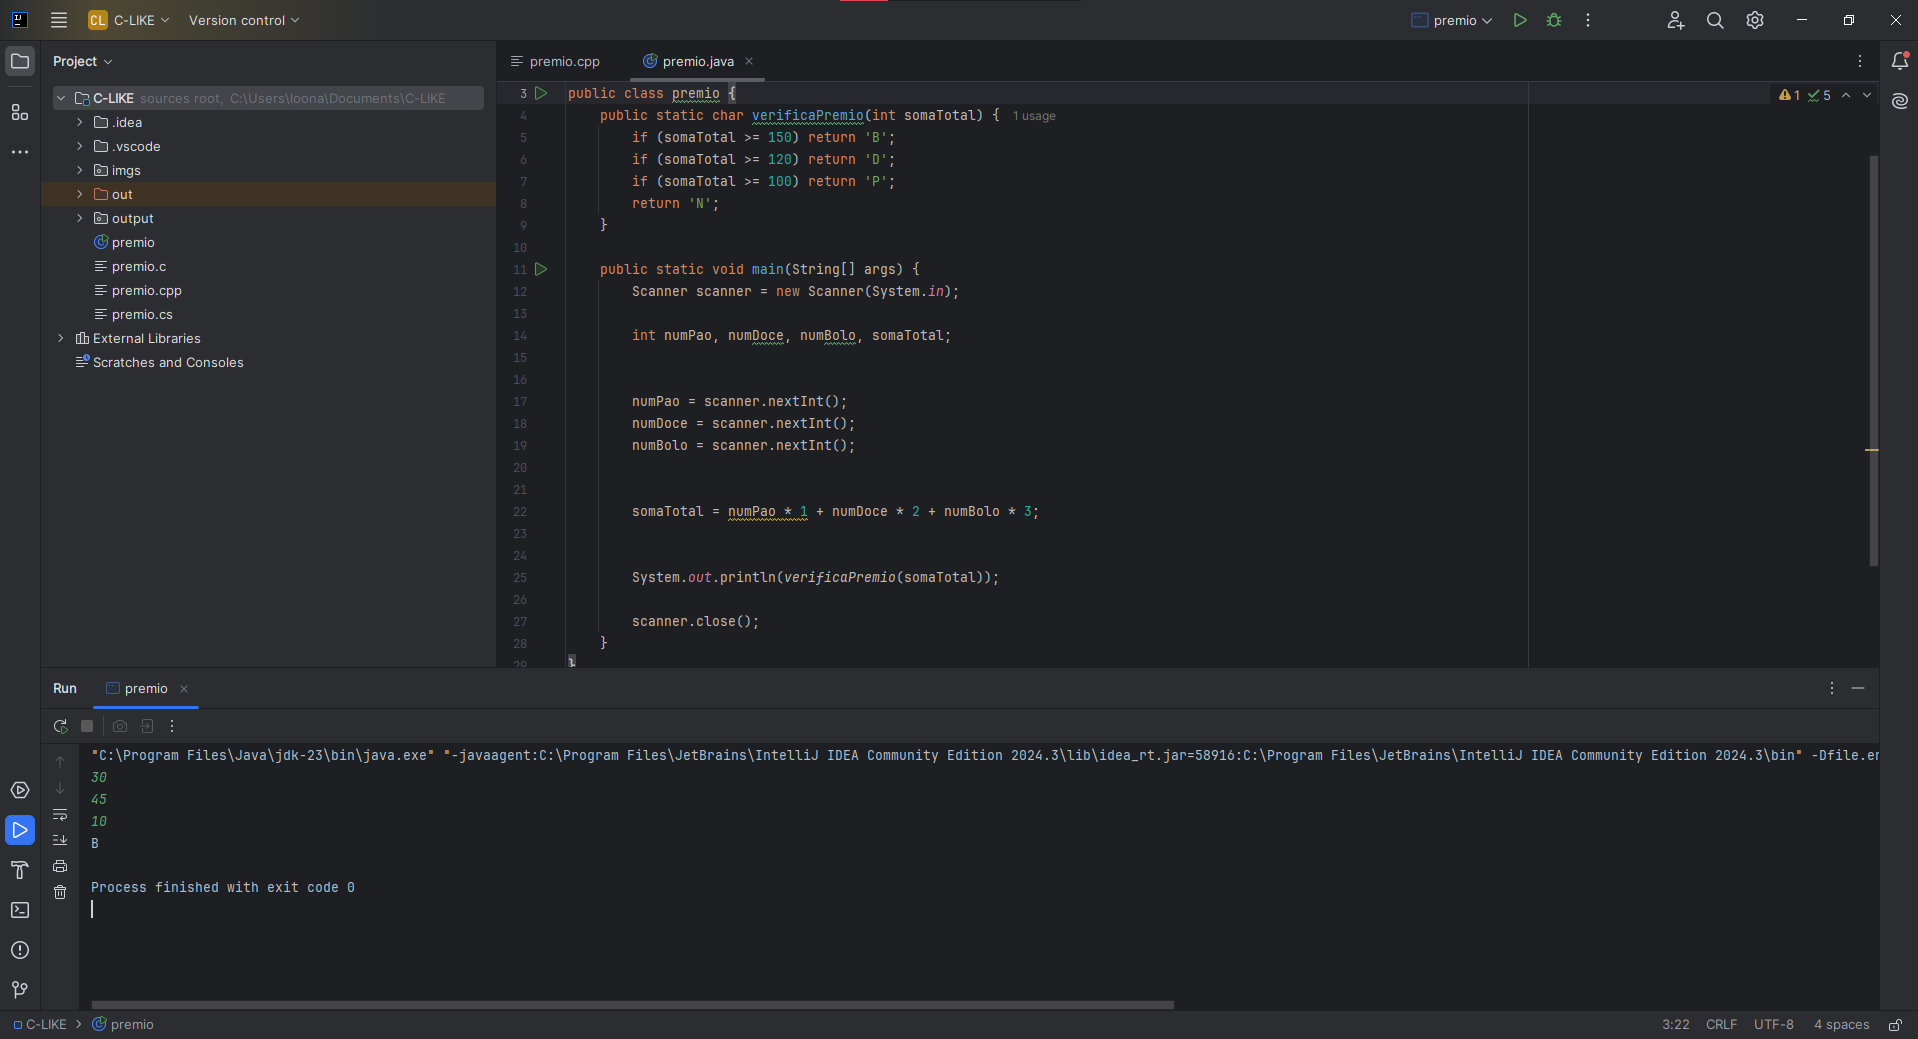 CL C-LIKE Version control premio
Project
C-LIKE sources root, C:\Users\loona\Documents\C-LIKE
.idea
.vscode
imgs
out
output
premio
premio.c
premio.cpp
premio.cs
External Libraries
Scratches and Consoles
premio.cpp premio.java
1 5
3 public class premio {
4 public static char verificaPremio(int somaTotal) { 1 usage
5 if (somaTotal >= 150) return 'B';
6 if (somaTotal >= 120) return 'D';
7 if (somaTotal >= 100) return 'P';
8 return 'N';
9 }
10
11 public static void main(String[] args) {
12 Scanner scanner = new Scanner(System.in);
13
14 int numPao, numDoce, numBolo, somaTotal;
15
16
17 numPao = scanner.nextInt();
18 numDoce = scanner.nextInt();
19 numBolo = scanner.nextInt();
20
21
22 somaTotal = numPao * 1 + numDoce * 2 + numBolo * 3;
23
24
25 System.out.println(verificaPremio(somaTotal));
26
27 scanner.close();
28 }
29 }
Run premio
"C:\Program Files\Java\jdk-23\bin\java.exe" "-javaagent:C:\Program Files\JetBrains\IntelliJ IDEA Community Edition 2024.3\lib\idea_rt.jar=58916:C:\Program Files\JetBrains\IntelliJ IDEA Community Edition 2024.3\bin" -Dfile.en
30
45
10
B
Process finished with exit code 0
C-LIKE > premio
3:22 CRLF UTF-8 4 spaces